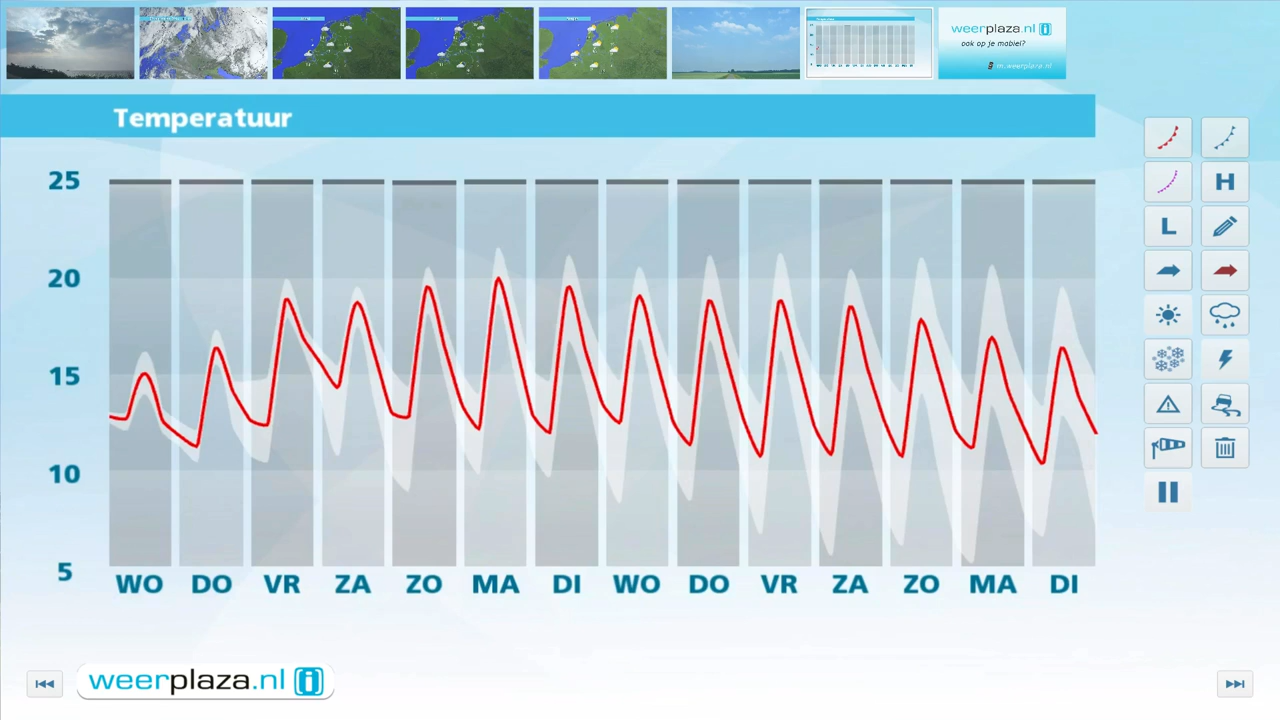 weerplaza.nl i
ook op je mobiel?
m.weerplaza.nl
Temperatuur
25
20
15
10
5
WO DO VR ZA ZO MA DI WO DO VR ZA ZO MA DI
H
L
weerplaza.nl i